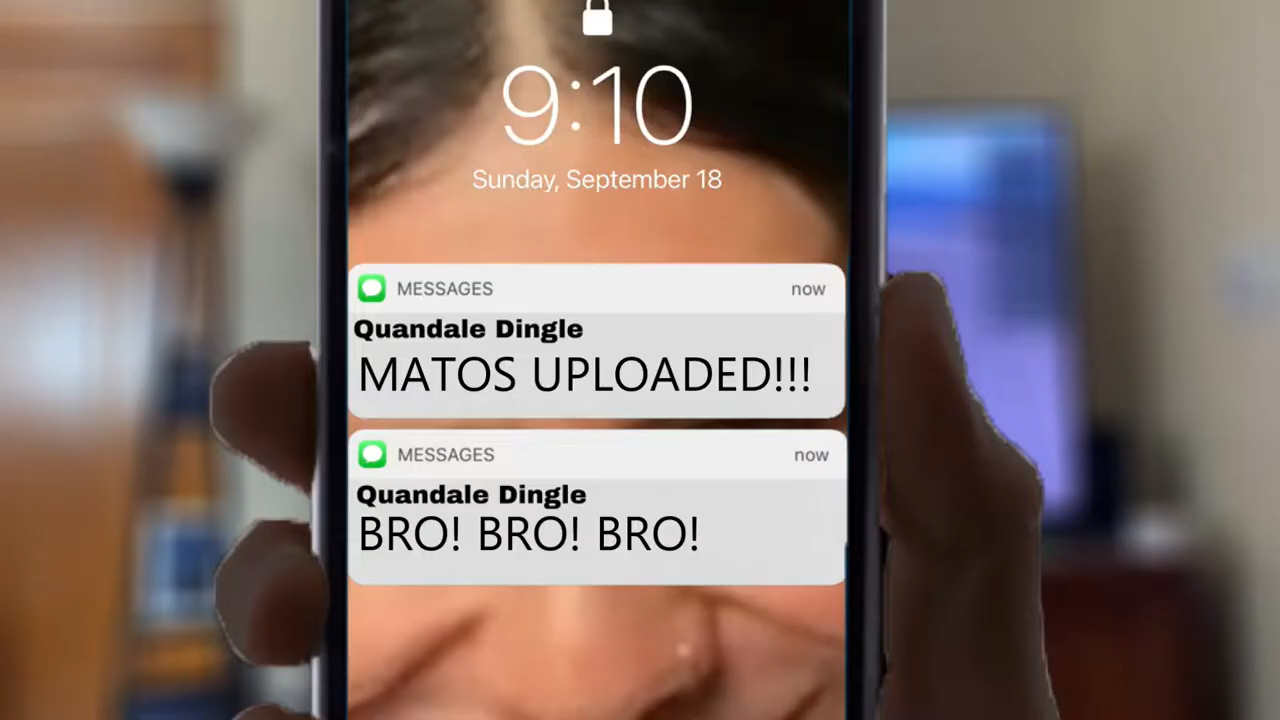 9:10
Sunday, September 18
MESSAGES now
Quandale Dingle
MATOS UPLOADED!!!
MESSAGES now
Quandale Dingle
BRO! BRO! BRO!